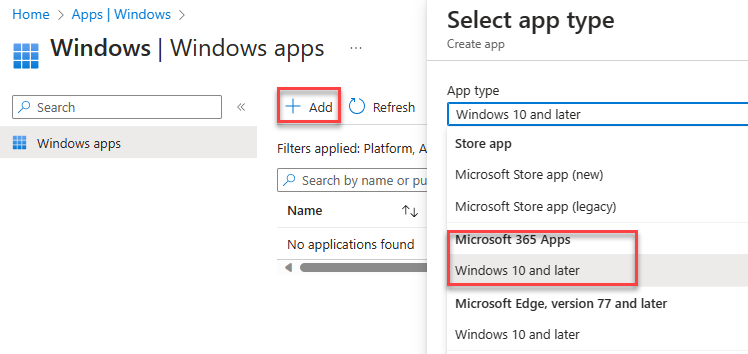 Home > Apps | Windows >
Windows | Windows apps ...
Search
Windows apps
Add Refresh
Filters applied: Platform, A
Search by name or pu
Name
No applications found
Select app type
Create app
App type
Windows 10 and later
Store app
Microsoft Store app (new)
Microsoft Store app (legacy)
Microsoft 365 Apps
Windows 10 and later
Microsoft Edge, version 77 and later
Windows 10 and later